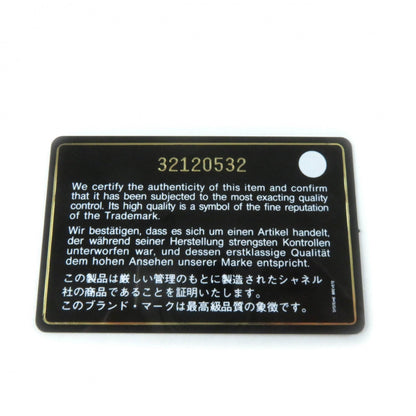 32120532
We certify the authenticity of this item and confirm
that it has been subjected to the most exacting quality
control. Its high quality is a symbol of the fine reputation
of the Trademark.
Wir bestätigen, dass es sich um einen Artikel handelt,
der während seiner Herstellung strengsten Kontrollen
unterworfen war, und dessen erstklassige Qualität
dem hohen Ansehen unserer Marke entspricht.
この製品は厳しい管理のもとに製造されたシャネル
社の商品であることを証明いたします。
このブランド・マークは最高級品質の象徴です。